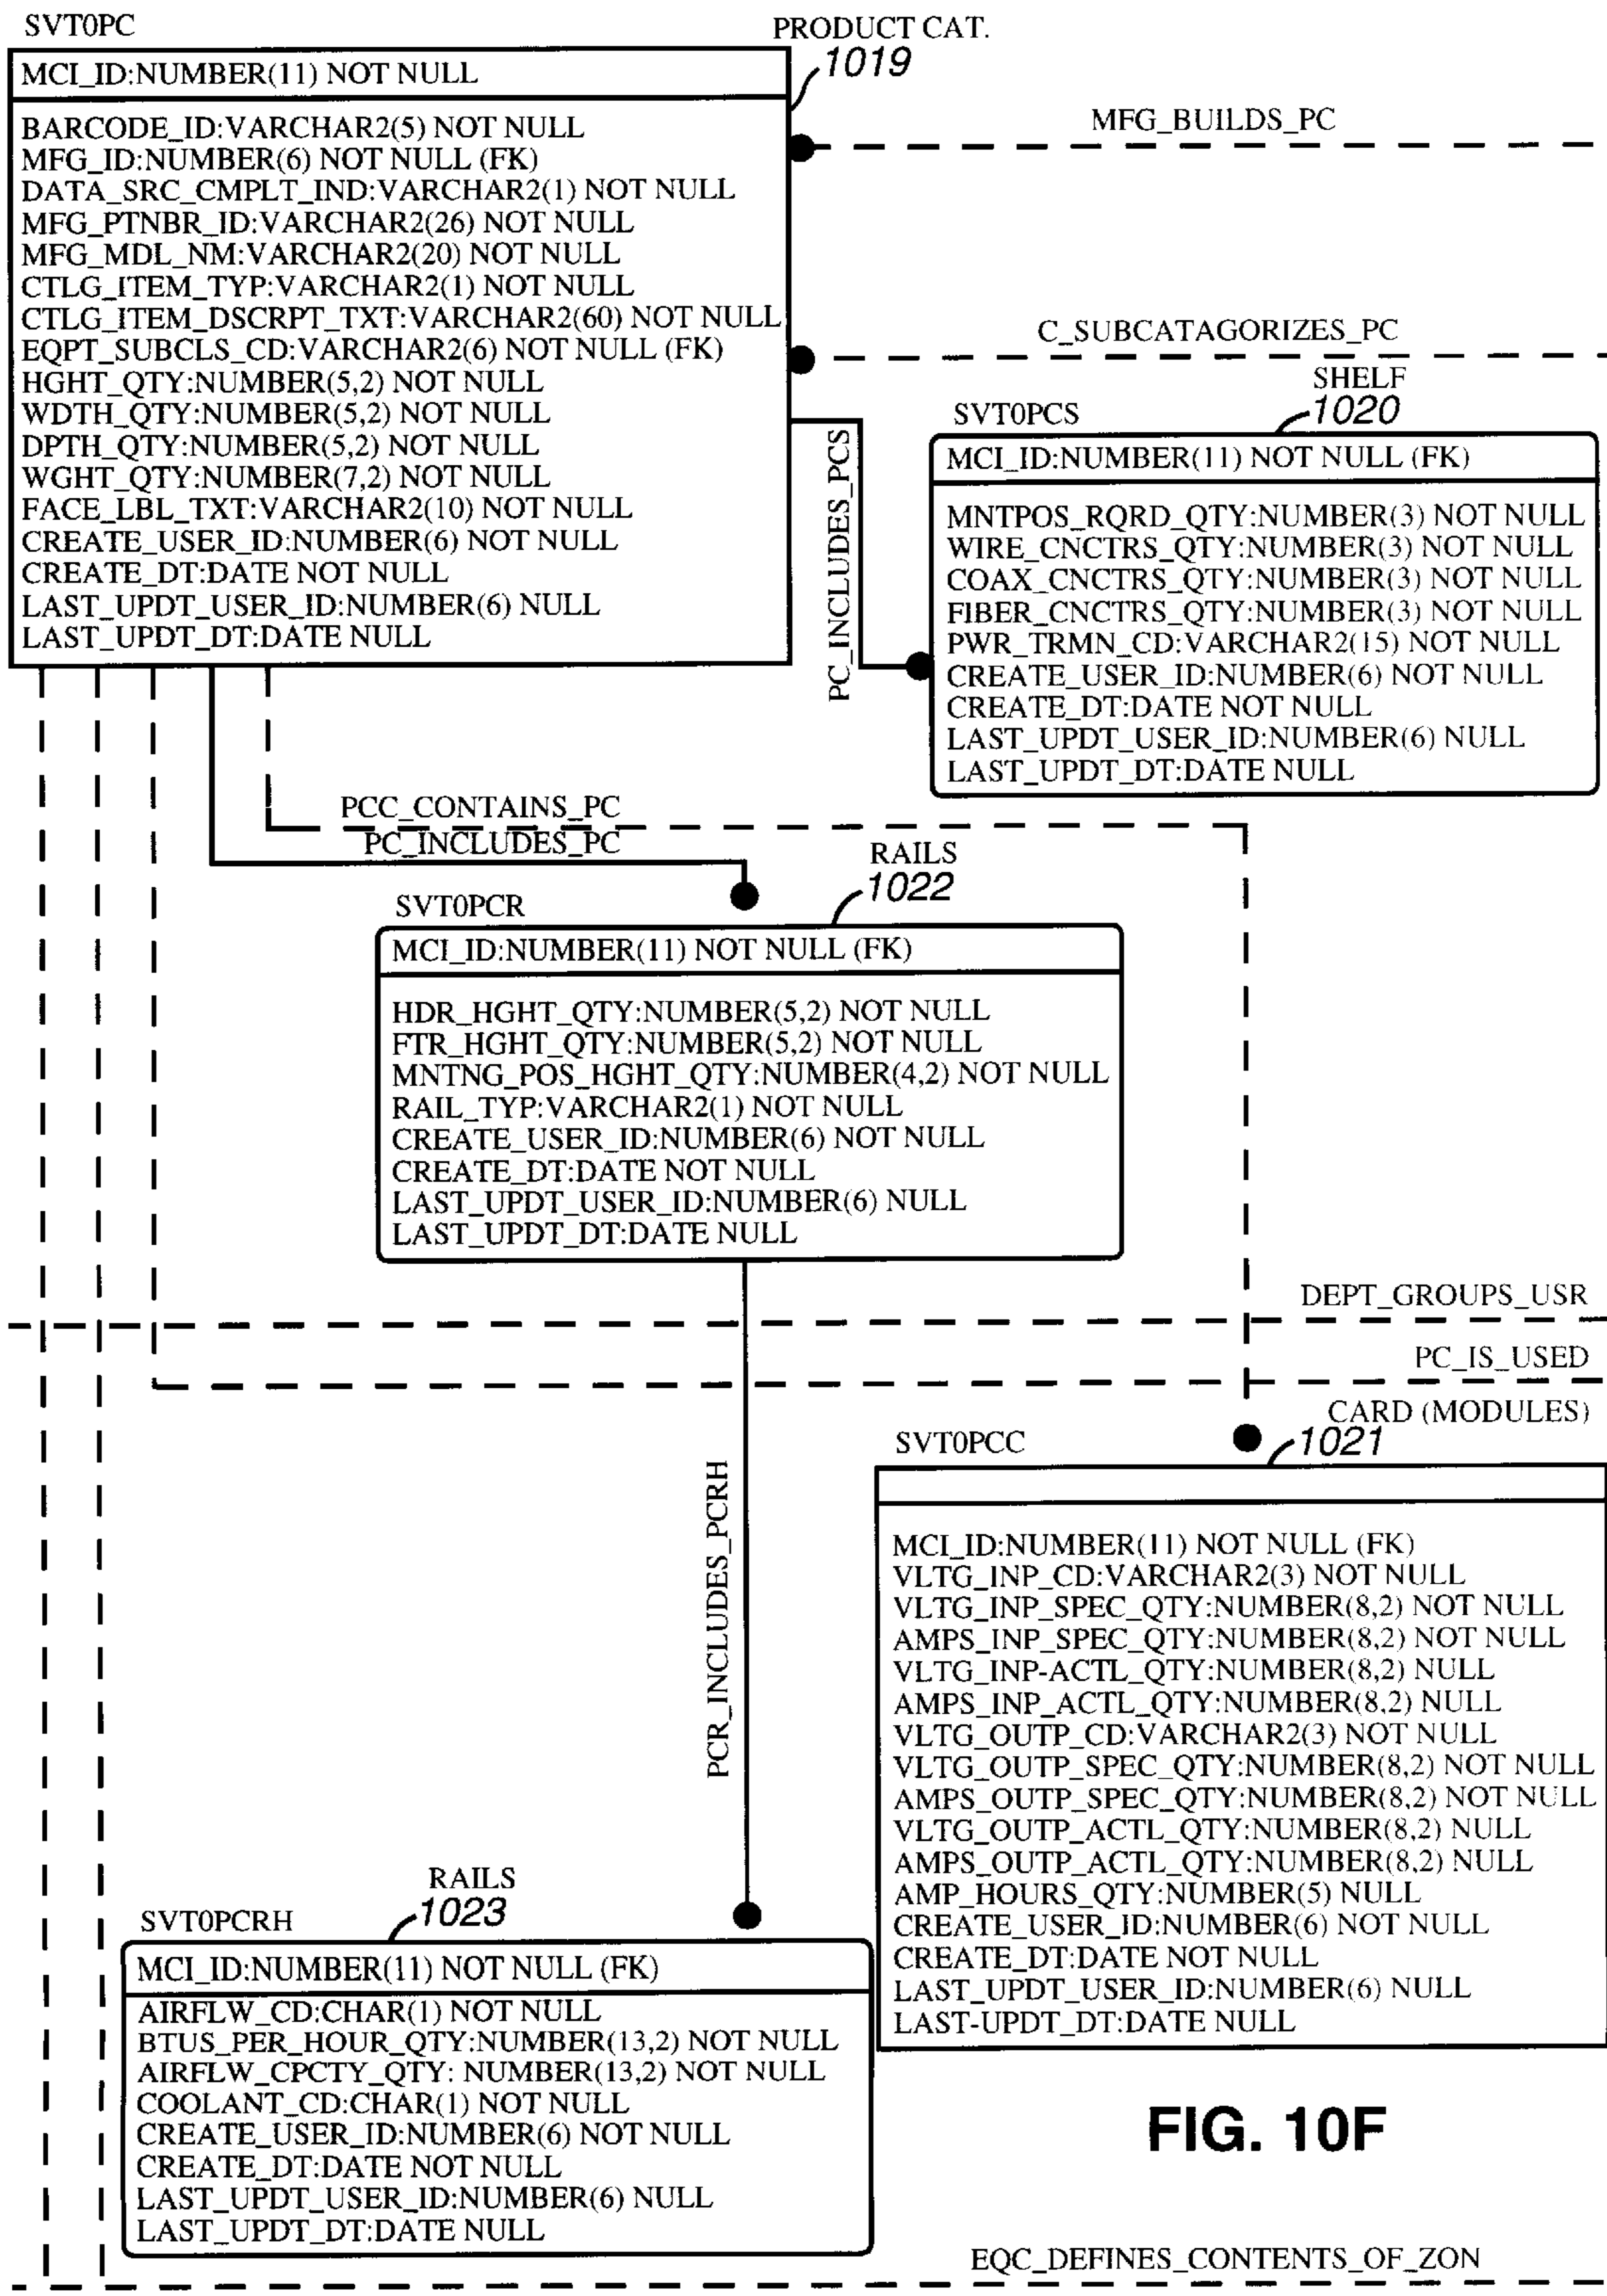 SVT0PC
PRODUCT CAT.
1019
MCI_ID:NUMBER(11) NOT NULL
BARCODE_ID:VARCHAR2(5) NOT NULL
MFG_ID:NUMBER(6) NOT NULL (FK)
DATA_SRC_CMPLT_IND:VARCHAR2(1) NOT NULL
MFG_PTNBR_ID:VARCHAR2(26) NOT NULL
MFG_MDL_NM:VARCHAR2(20) NOT NULL
CTLG_ITEM_TYP:VARCHAR2(1) NOT NULL
CTLG_ITEM_DSCRPT_TXT:VARCHAR2(60) NOT NULL
EQPT_SUBCLS_CD:VARCHAR2(6) NOT NULL (FK)
HGHT_QTY:NUMBER(5,2) NOT NULL
WDTH_QTY:NUMBER(5,2) NOT NULL
DPTH_QTY:NUMBER(5,2) NOT NULL
WGHT_QTY:NUMBER(7,2) NOT NULL
FACE_LBL_TXT:VARCHAR2(10) NOT NULL
CREATE_USER_ID:NUMBER(6) NOT NULL
CREATE_DT:DATE NOT NULL
LAST_UPDT_USER_ID:NUMBER(6) NULL
LAST_UPDT_DT:DATE NULL
MFG_BUILDS_PC
C_SUBCATAGORIZES_PC
PC_INCLUDES_PCS
SHELF
1020
SVT0PCS
MCI_ID:NUMBER(11) NOT NULL (FK)
MNTPOS_RQRD_QTY:NUMBER(3) NOT NULL
WIRE_CNCTRS_QTY:NUMBER(3) NOT NULL
COAX_CNCTRS_QTY:NUMBER(3) NOT NULL
FIBER_CNCTRS_QTY:NUMBER(3) NOT NULL
PWR_TRMN_CD:VARCHAR2(15) NOT NULL
CREATE_USER_ID:NUMBER(6) NOT NULL
CREATE_DT:DATE NOT NULL
LAST_UPDT_USER_ID:NUMBER(6) NULL
LAST_UPDT_DT:DATE NULL
PCC_CONTAINS_PC
PC_INCLUDES_PC
RAILS
1022
SVT0PCR
MCI_ID:NUMBER(11) NOT NULL (FK)
HDR_HGHT_QTY:NUMBER(5,2) NOT NULL
FTR_HGHT_QTY:NUMBER(5,2) NOT NULL
MNTNG_POS_HGHT_QTY:NUMBER(4,2) NOT NULL
RAIL_TYP:VARCHAR2(1) NOT NULL
CREATE_USER_ID:NUMBER(6) NOT NULL
CREATE_DT:DATE NOT NULL
LAST_UPDT_USER_ID:NUMBER(6) NULL
LAST_UPDT_DT:DATE NULL
DEPT_GROUPS_USR
PC_IS_USED
PCR_INCLUDES_PCRH
CARD (MODULES)
1021
SVT0PCC
MCI_ID:NUMBER(11) NOT NULL (FK)
VLTG_INP_CD:VARCHAR2(3) NOT NULL
VLTG_INP_SPEC_QTY:NUMBER(8,2) NOT NULL
AMPS_INP_SPEC_QTY:NUMBER(8,2) NOT NULL
VLTG_INP-ACTL_QTY:NUMBER(8,2) NULL
AMPS_INP_ACTL_QTY:NUMBER(8,2) NULL
VLTG_OUTP_CD:VARCHAR2(3) NOT NULL
VLTG_OUTP_SPEC_QTY:NUMBER(8,2) NOT NULL
AMPS_OUTP_SPEC_QTY:NUMBER(8,2) NOT NULL
VLTG_OUTP_ACTL_QTY:NUMBER(8,2) NULL
AMPS_OUTP_ACTL_QTY:NUMBER(8,2) NULL
AMP_HOURS_QTY:NUMBER(5) NULL
CREATE_USER_ID:NUMBER(6) NOT NULL
CREATE_DT:DATE NOT NULL
LAST_UPDT_USER_ID:NUMBER(6) NULL
LAST-UPDT_DT:DATE NULL
RAILS
1023
SVT0PCRH
MCI_ID:NUMBER(11) NOT NULL (FK)
AIRFLW_CD:CHAR(1) NOT NULL
BTUS_PER_HOUR_QTY:NUMBER(13,2) NOT NULL
AIRFLW_CPCTY_QTY: NUMBER(13,2) NOT NULL
COOLANT_CD:CHAR(1) NOT NULL
CREATE_USER_ID:NUMBER(6) NOT NULL
CREATE_DT:DATE NOT NULL
LAST_UPDT_USER_ID:NUMBER(6) NULL
LAST_UPDT_DT:DATE NULL
FIG. 10F
EQC_DEFINES_CONTENTS_OF_ZON